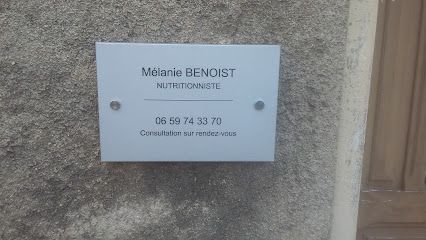 Mélanie BENOIST
NUTRITIONNISTE
06 59 74 33 70
Consultation sur rendez-vous